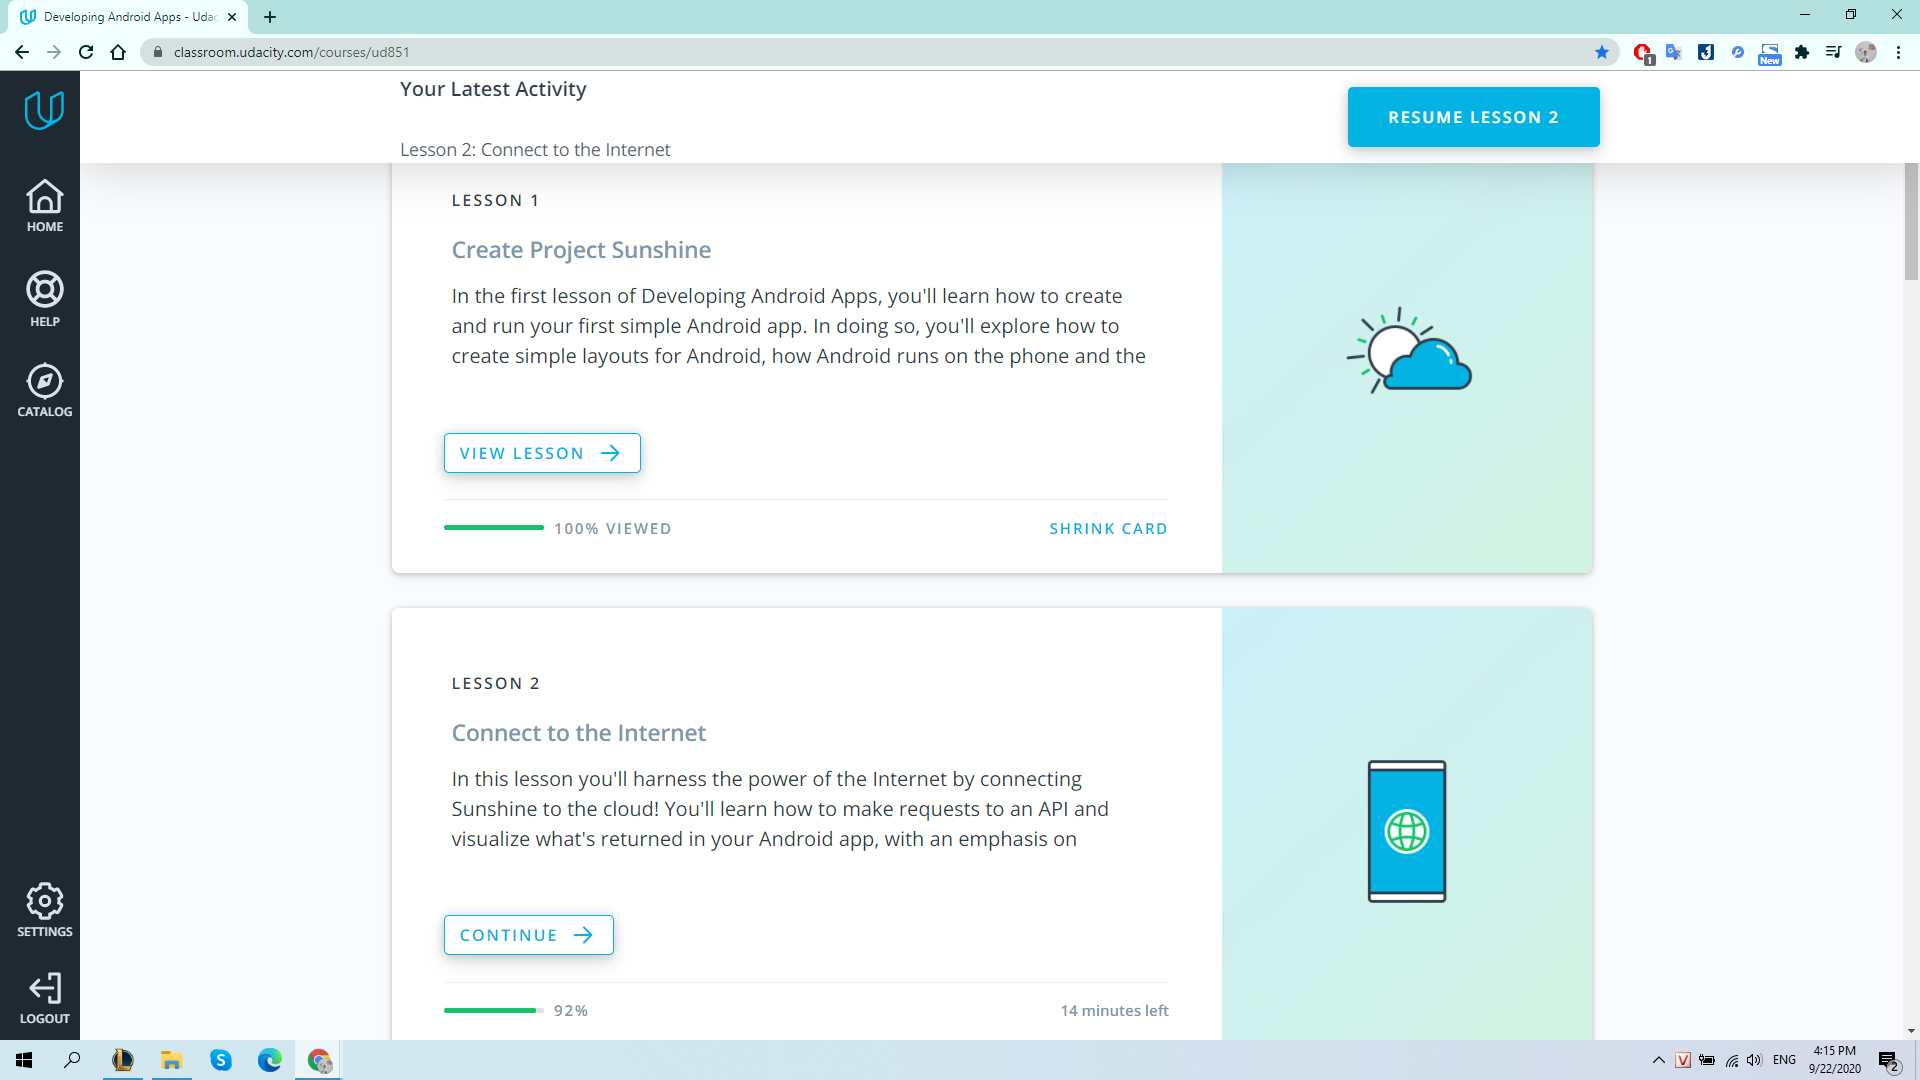 Developing Android Apps - Udac
classroom.udacity.com/courses/ud851
1
New
Your Latest Activity
Lesson 2: Connect to the Internet
RESUME LESSON 2
HOME
HELP
CATALOG
SETTINGS
LOGOUT
LESSON 1
Create Project Sunshine
In the first lesson of Developing Android Apps, you'll learn how to create
and run your first simple Android app. In doing so, you'll explore how to
create simple layouts for Android, how Android runs on the phone and the
VIEW LESSON
100% VIEWED
SHRINK CARD
LESSON 2
Connect to the Internet
In this lesson you'll harness the power of the Internet by connecting
Sunshine to the cloud! You'll learn how to make requests to an API and
visualize what's returned in your Android app, with an emphasis on
CONTINUE
92%
14 minutes left
ENG
4:15 PM
9/22/2020
2